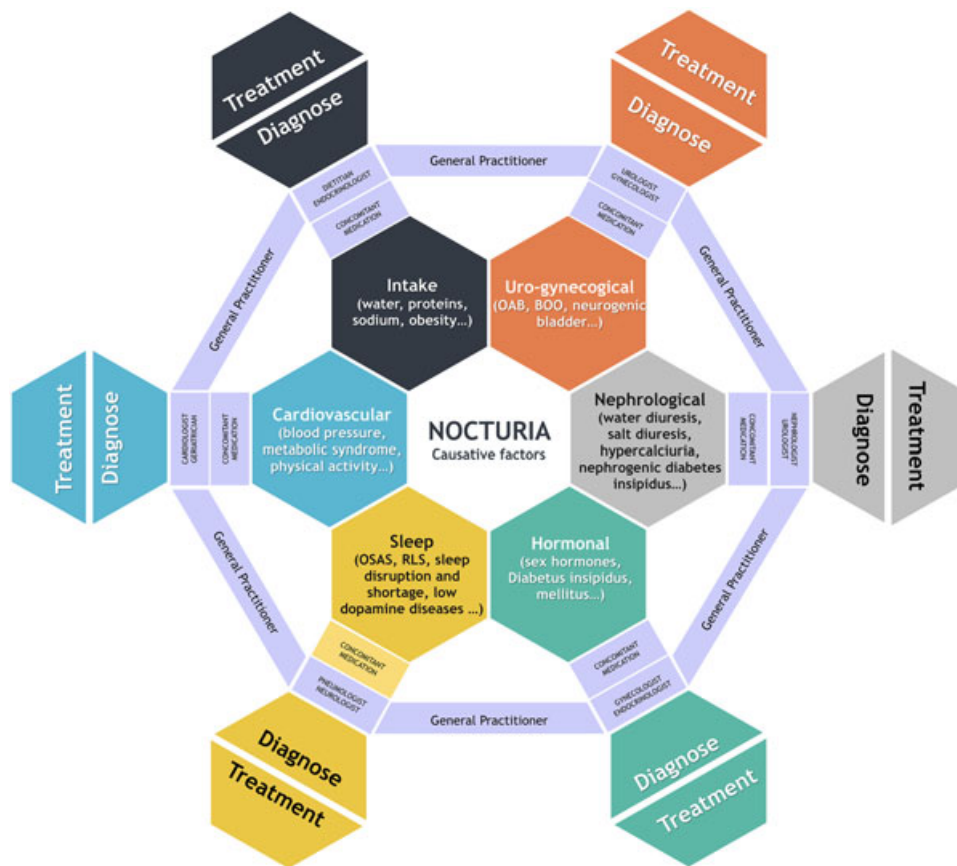 Treatment
Diagnose
Treatment
Diagnose
General Practitioner
DIETITIAN
ENDOCRINOLOGIST
CONCOMITANT
MEDICATION
UROLOGIST
GYNECOLOGIST
CONCOMITANT
MEDICATION
General Practitioner
General Practitioner
Intake
(water, proteins,
sodium, obesity...)
Uro-gynecogical
(OAB, BOO, neurogenic
bladder...)
Treatment
Diagnose
CARDIOLOGIST
GERIATRICIAN
CONCOMITANT
MEDICATION
Cardiovascular
(blood pressure,
metabolic syndrome,
physical activity...)
NOCTURIA
Causative factors
Nephrological
(water diuresis,
salt diuresis,
hypercalciuria,
nephrogenic diabetes
insipidus...)
CONCOMITANT
MEDICATION
NEPHROLOGIST
UROLOGIST
Diagnose
Treatment
Sleep
(OSAS, RLS, sleep
disruption and
shortage, low
dopamine diseases ...)
Hormonal
(sex hormones,
Diabetus insipidus,
mellitus...)
General Practitioner
General Practitioner
CONCOMITANT
MEDICATION
PNEUMOLOGIST
NEUROLOGIST
CONCOMITANT
MEDICATION
GYNECOLOGIST
ENDOCRINOLOGIST
General Practitioner
Diagnose
Treatment
Diagnose
Treatment